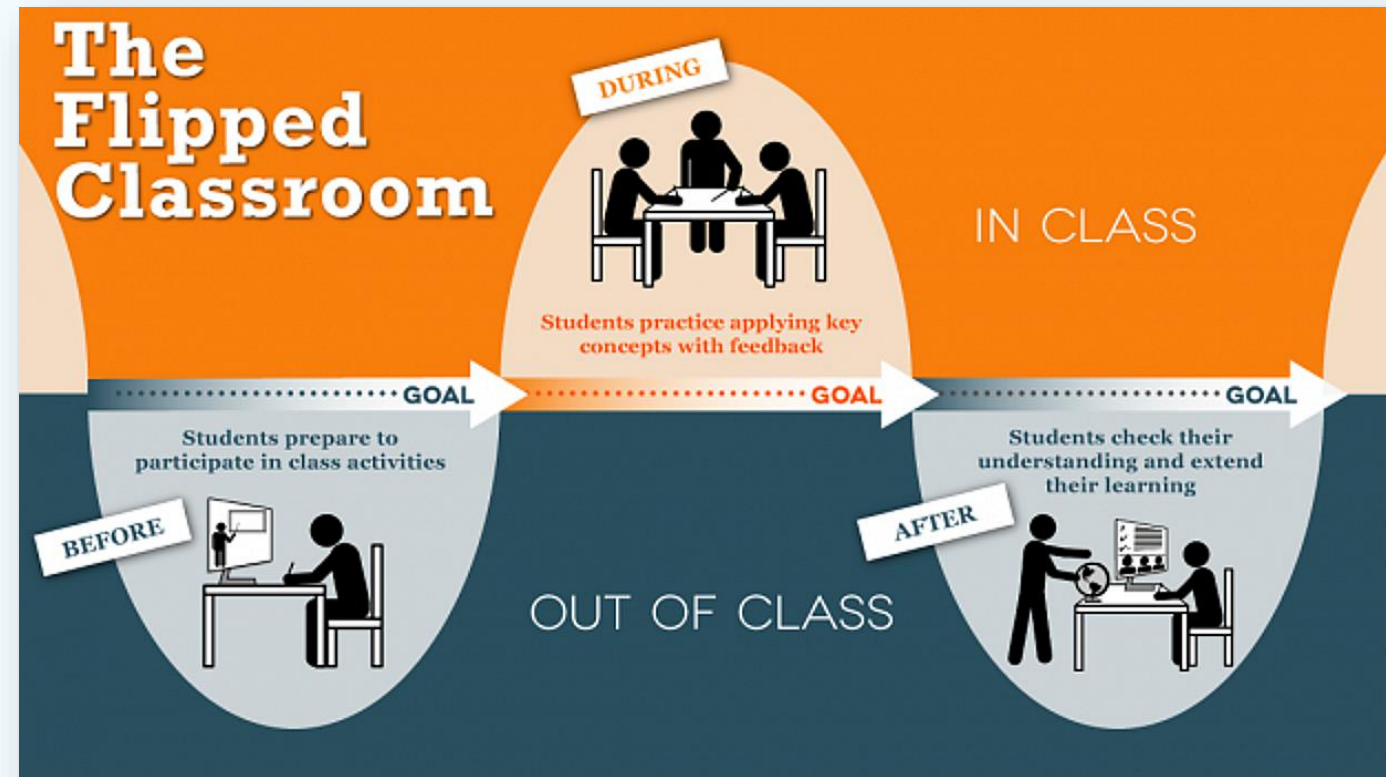 The
Flipped
Classroom
DURING
IN CLASS
Students practice applying key
concepts with feedback
GOAL
GOAL
GOAL
Students prepare to
participate in class activities
BEFORE
Students check their
understanding and extend
their learning
AFTER
OUT OF CLASS